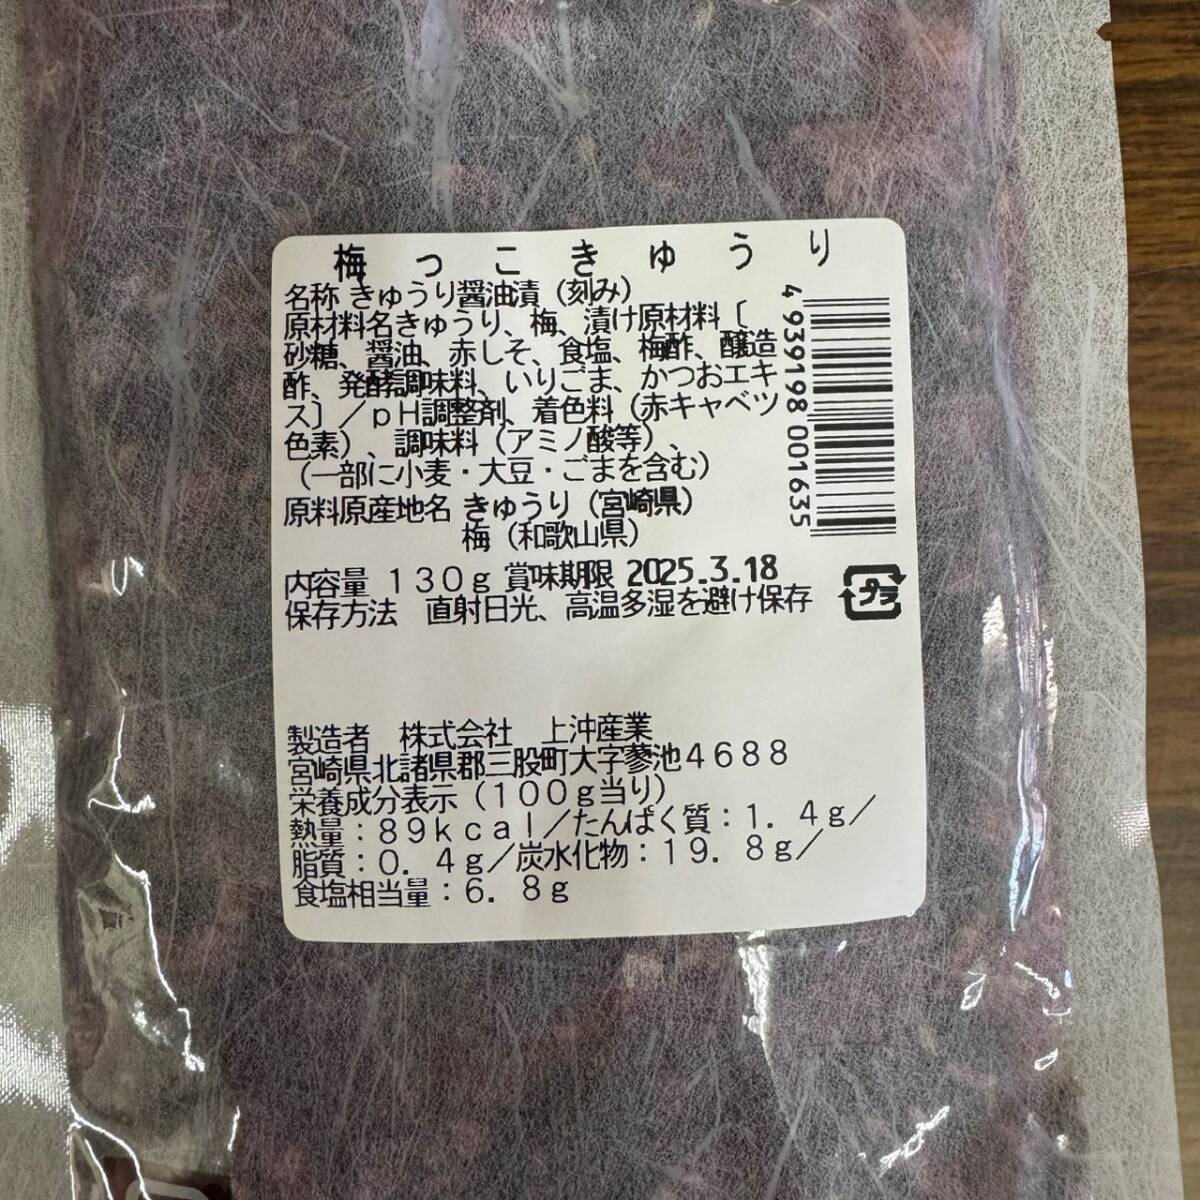 梅っこきゅうり
名称 きゅうり醤油漬（刻み）
原材料名きゅうり、梅、漬け原材料〔
砂糖、醤油、赤しそ、食塩、梅酢、醸造
酢、発酵調味料、いりごま、かつおエキ
ス〕／ｐＨ調整剤、着色料（赤キャベツ
色素）、調味料（アミノ酸等）、
（一部に小麦・大豆・ごまを含む）
原料原産地名 きゅうり（宮崎県）
梅（和歌山県）
内容量 １３０ｇ 賞味期限 2025.3.18
保存方法　直射日光、高温多湿を避け保存
4 939198 001635
プラ
製造者　株式会社　上沖産業
宮崎県北諸県郡三股町大字蓼池４６８８
栄養成分表示（１００ｇ当り）
熱量：８９ｋｃａｌ／たんぱく質：１．４ｇ／
脂質：０．４ｇ／炭水化物：１９．８ｇ／
食塩相当量：６．８ｇ